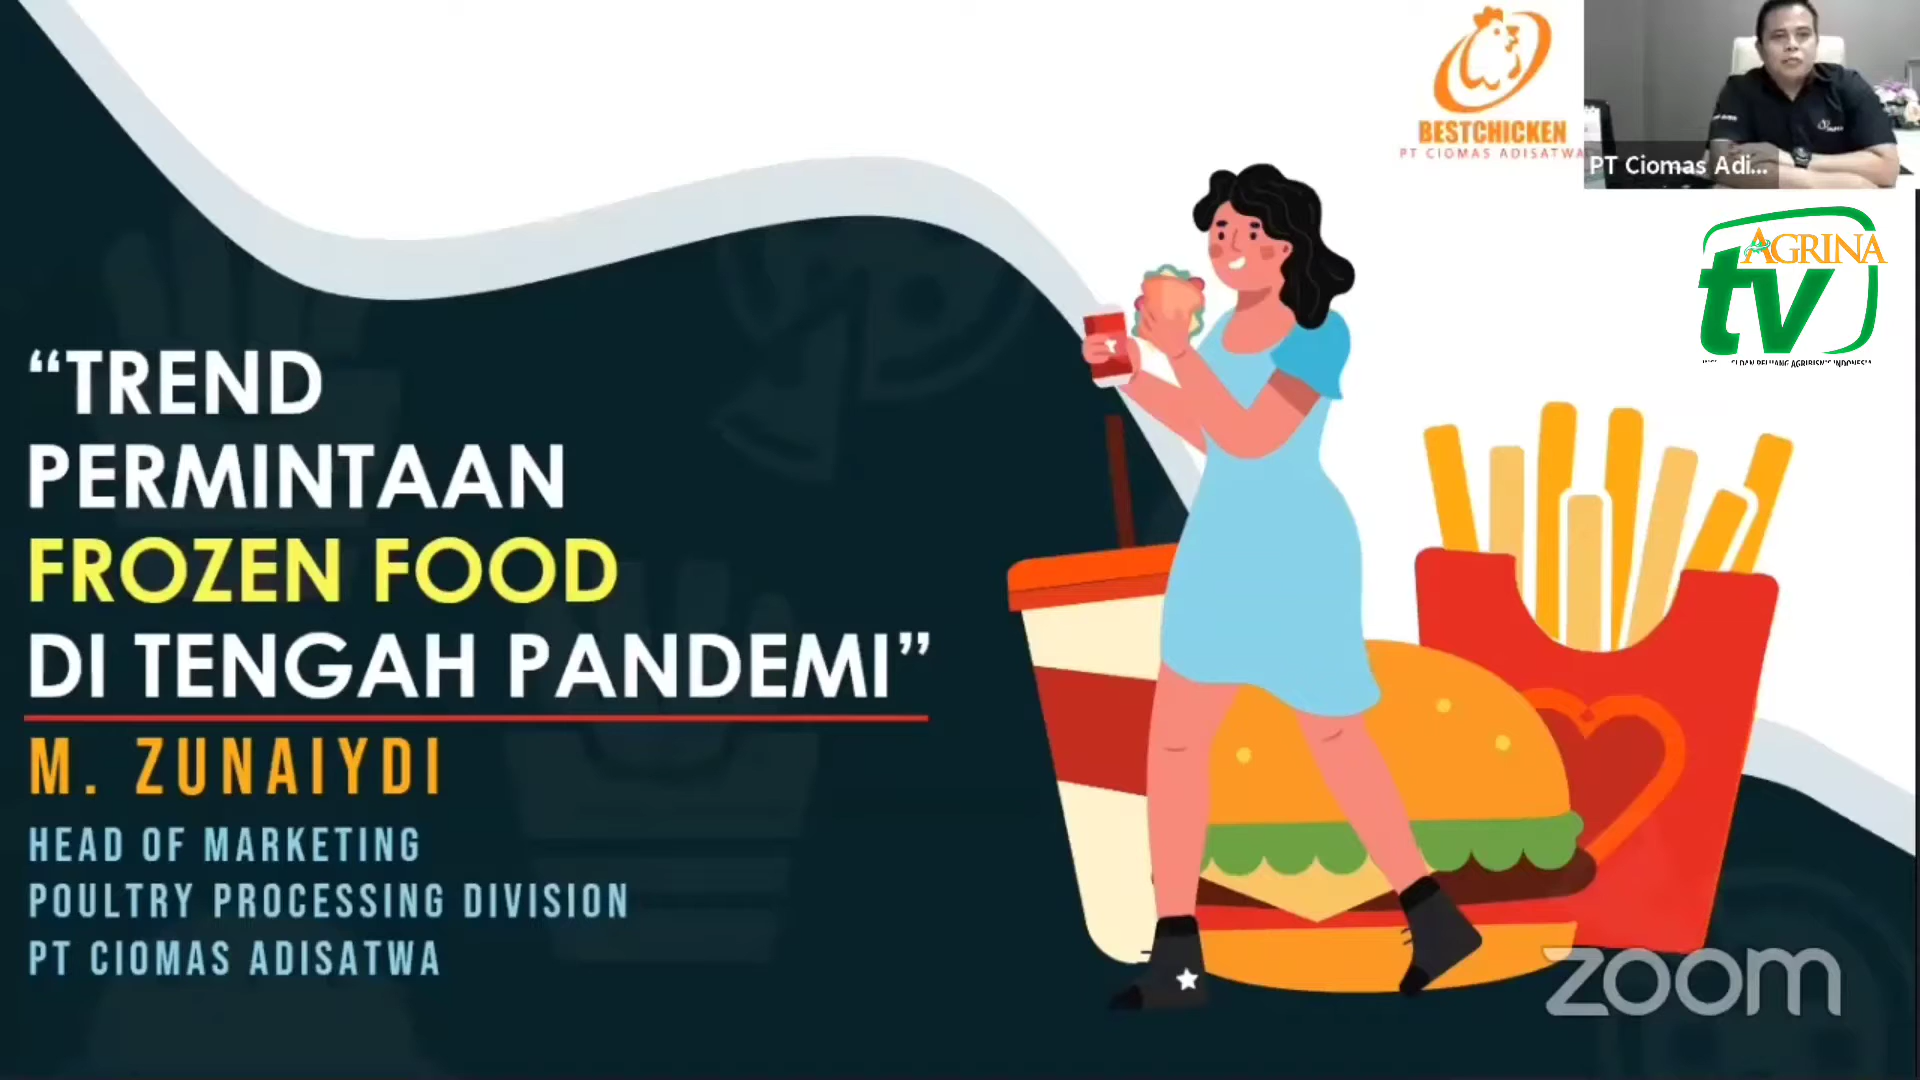 BESTCHICKEN
PT CIOMAS ADISATWA
PT Ciomas Adi...
AGRINA
tv
“TREND
PERMINTAAN
FROZEN FOOD
DI TENGAH PANDEMI”
M. ZUNAIYDI
HEAD OF MARKETING
POULTRY PROCESSING DIVISION
PT CIOMAS ADISATWA
zoom